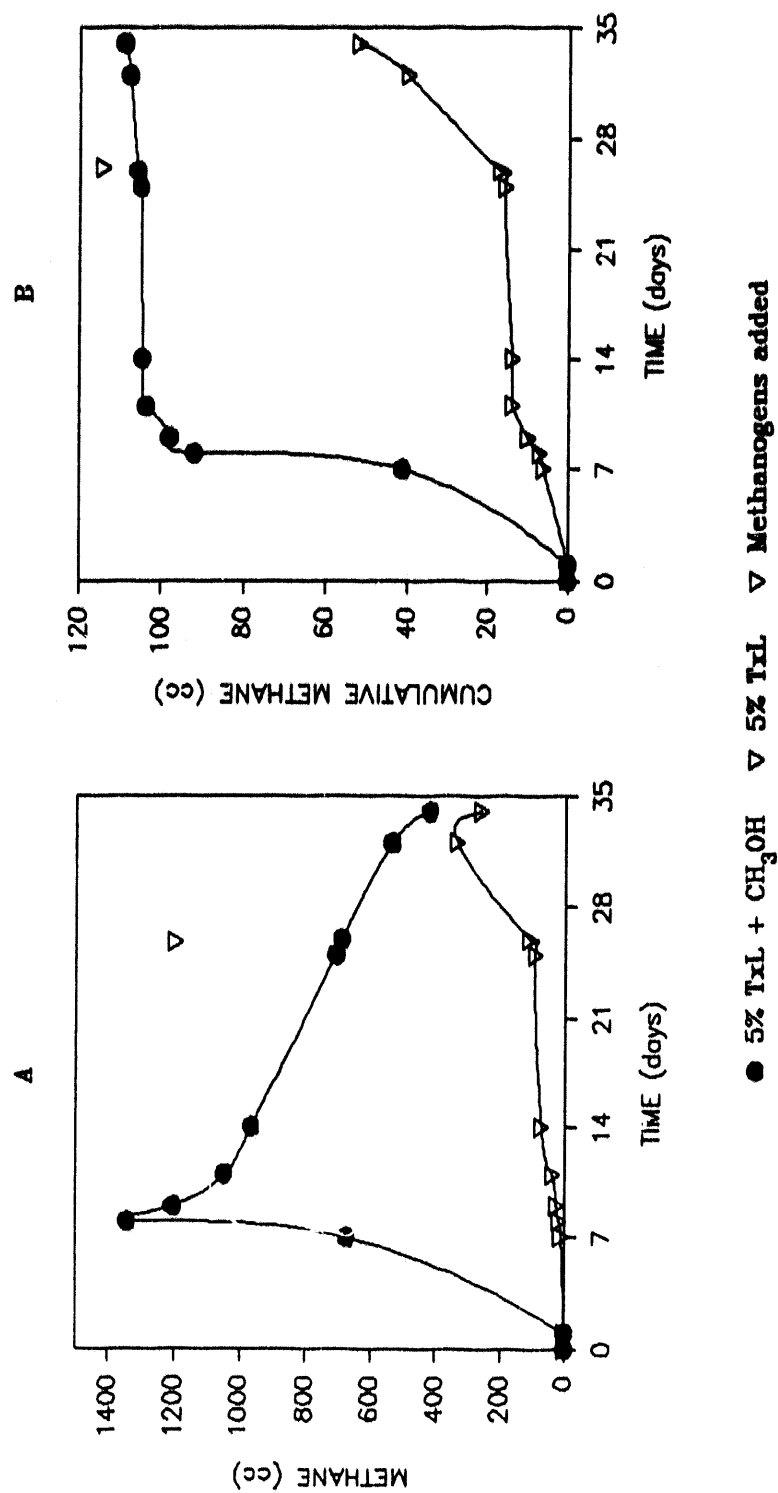 A
METHANE (cc)
1400
1200
1000
800
600
400
200
0
0 7 14 21 28 35
TIME (days)
B
CUMULATIVE METHANE (cc)
120
100
80
60
40
20
0
0 7 14 21 28 35
TIME (days)
● 5% TxL + CH₃OH ▽ 5% TxL ▽ Methanogens added